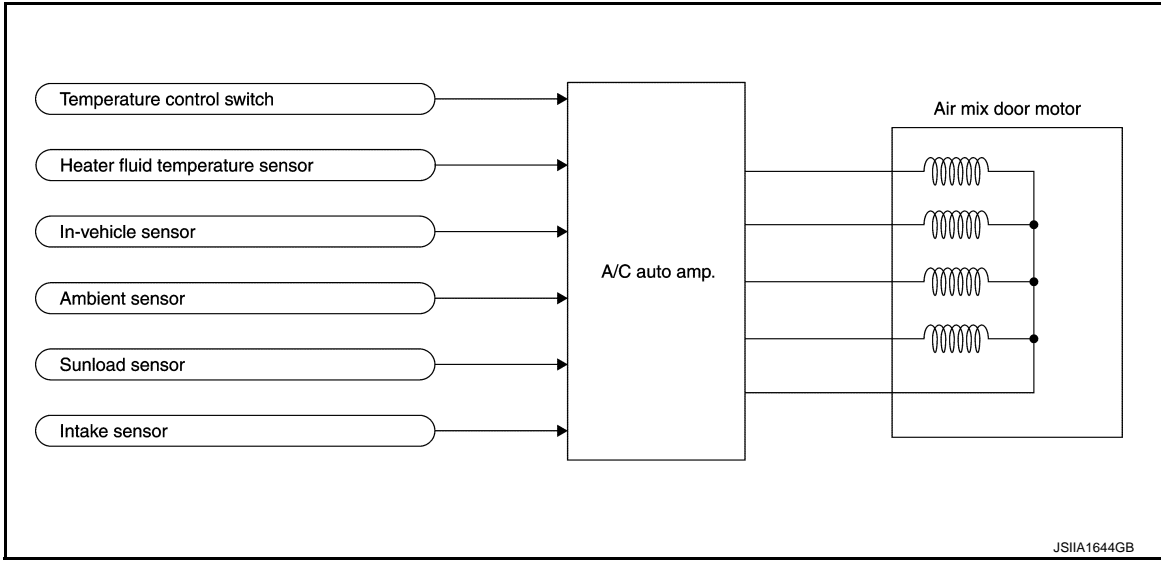 Temperature control switch
Heater fluid temperature sensor
In-vehicle sensor
Ambient sensor
Sunload sensor
Intake sensor
A/C auto amp.
Air mix door motor
JSIIA1644GB